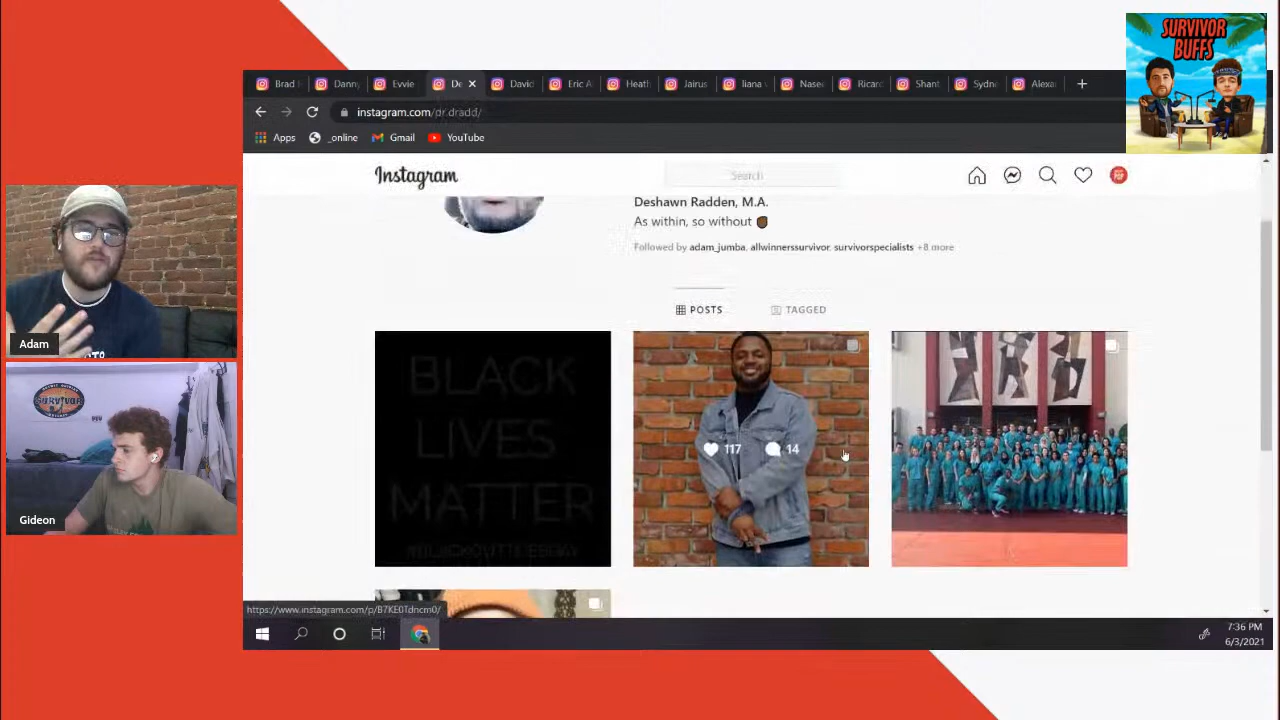 SURVIVOR
BUFFS
Brad
Danny
Evvie
De
David
Eric A
Heath
Jairus
liana
Nasee
Ricard
Shant
Sydne
Alexa
instagram.com/pr.dradd/
Apps
_online
Gmail
YouTube
Instagram
Search
Deshawn Radden, M.A.
As within, so without
Followed by adam_jumba, allwinnerssurvivor, survivorspecialists +8 more
POSTS
TAGGED
BLACK
LIVES
MATTER
#BLACKOUTTUESDAY
117
14
Adam
SURVIVOR
Gideon
https://www.instagram.com/p/B7KE0Tdncm0/
7:36 PM
6/3/2021